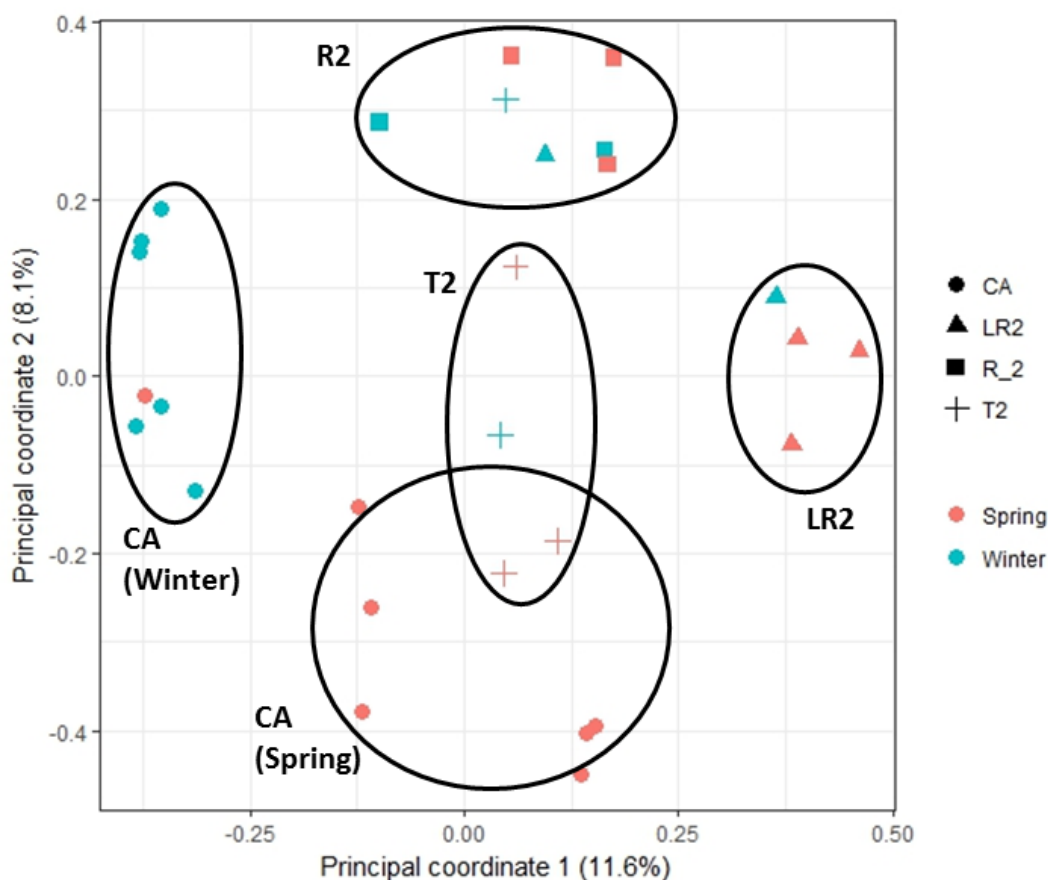 0.4
R2
0.2
T2
0.0
LR2
CA
(Winter)
-0.2
CA
(Spring)
-0.4
-0.25
0.00
0.25
0.50
Principal coordinate 1 (11.6%)
Principal coordinate 2 (8.1%)
CA
LR2
R_2
T2
Spring
Winter